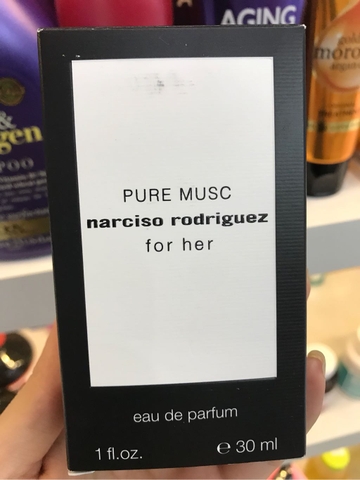 AGING
PURE MUSC
narciso rodriguez
for her
eau de parfum
1 fl.oz.
℮ 30 ml